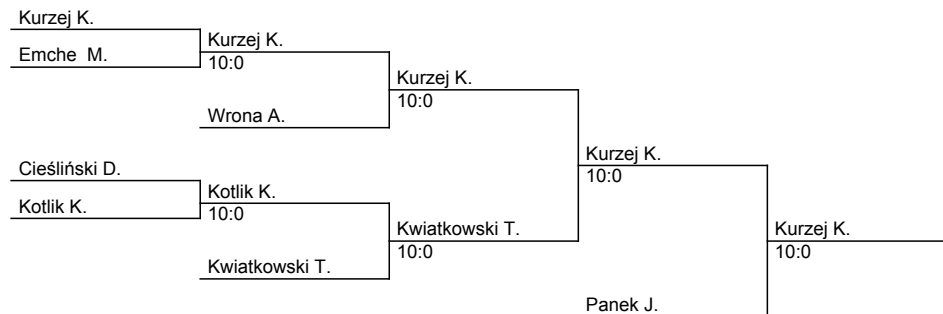 Kurzej K.
Kurzej K.
Emche  M.
10:0
Kurzej K.
10:0
Wrona A.
Kurzej K.
10:0
Cieśliński D.
Kotlik K.
Kotlik K.
10:0
Kwiatkowski T.
10:0
Kurzej K.
10:0
Kwiatkowski T.
Panek J.